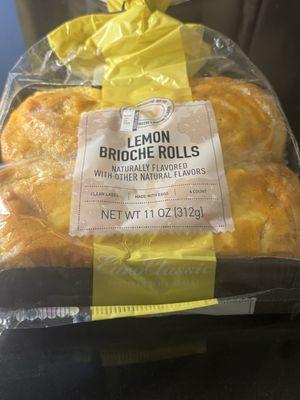 LEMON
BRIOCHE ROLLS
NATURALLY FLAVORED
WITH OTHER NATURAL FLAVORS
CLEAN LABEL MADE WITH EGGS 4 COUNT
NET WT 11 OZ (312g)
EuroClassic